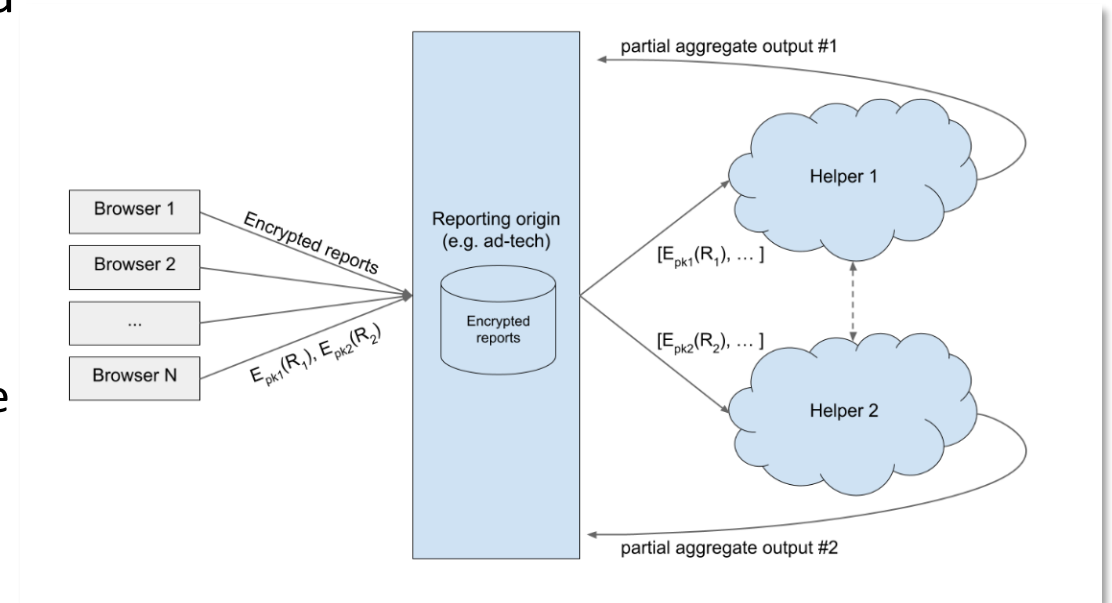 u
e
Browser 1
Browser 2
...
Browser N
Encrypted reports
E_pk1(R_1), E_pk2(R_2)
Reporting origin
(e.g. ad-tech)
Encrypted
reports
partial aggregate output #1
Helper 1
[E_pk1(R_1), … ]
[E_pk2(R_2), … ]
Helper 2
partial aggregate output #2